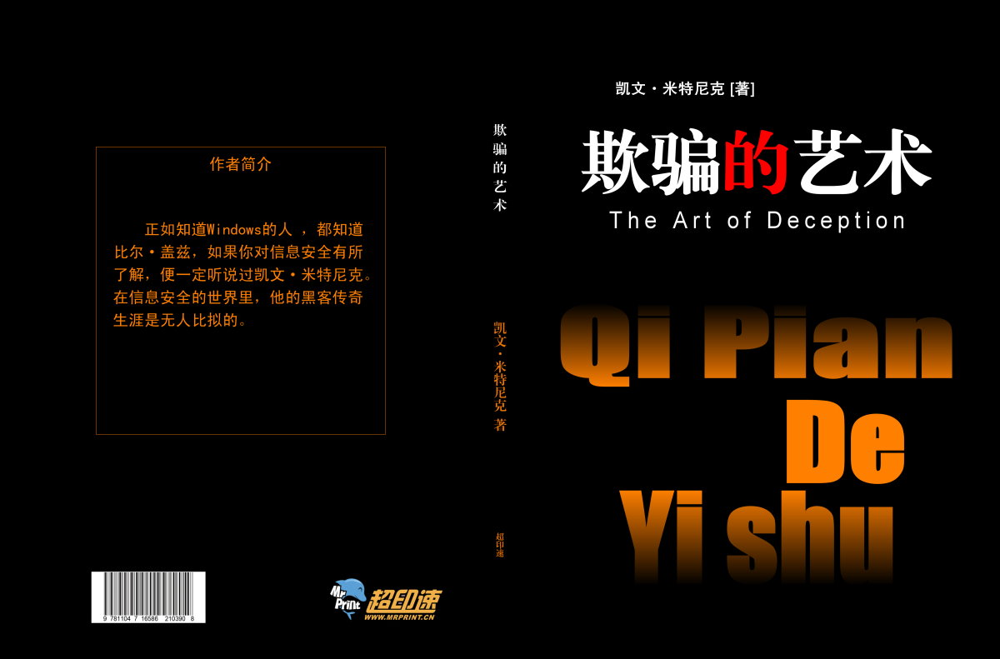 作者简介
正如知道Windows的人 ，都知道
比尔·盖兹，如果你对信息安全有所
了解，便一定听说过凯文·米特尼克。
在信息安全的世界里，他的黑客传奇
生涯是无人比拟的。
9 781104 7 16586 210390 8
Mr
Print
超印速
WWW.MRPRINT.CN
欺骗的艺术
凯文·米特尼克 著
超印速
凯文·米特尼克 [著]
欺骗的艺术
The Art of Deception
Qi Pian
De
Yi shu